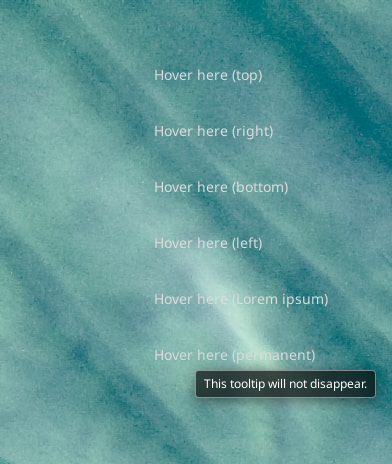 Hover here (top)
Hover here (right)
Hover here (bottom)
Hover here (left)
Hover here (Lorem ipsum)
Hover here (permanent)
This tooltip will not disappear.